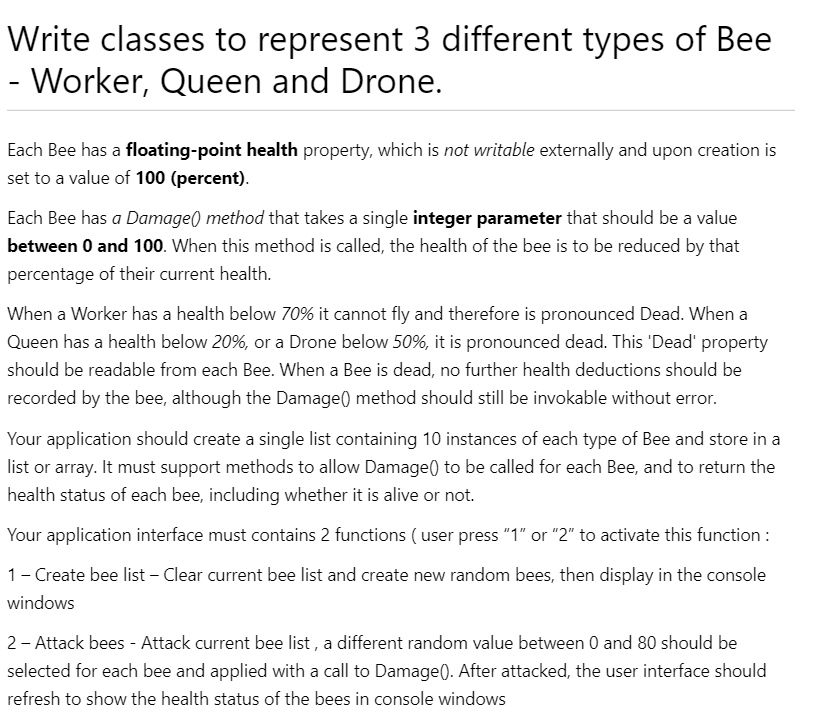 Write classes to represent 3 different types of Bee
- Worker, Queen and Drone.
Each Bee has a floating-point health property, which is not writable externally and upon creation is
set to a value of 100 (percent).
Each Bee has a Damage() method that takes a single integer parameter that should be a value
between 0 and 100. When this method is called, the health of the bee is to be reduced by that
percentage of their current health.
When a Worker has a health below 70% it cannot fly and therefore is pronounced Dead. When a
Queen has a health below 20%, or a Drone below 50%, it is pronounced dead. This 'Dead' property
should be readable from each Bee. When a Bee is dead, no further health deductions should be
recorded by the bee, although the Damage() method should still be invokable without error.
Your application should create a single list containing 10 instances of each type of Bee and store in a
list or array. It must support methods to allow Damage() to be called for each Bee, and to return the
health status of each bee, including whether it is alive or not.
Your application interface must contains 2 functions ( user press "1" or "2" to activate this function :
1 – Create bee list – Clear current bee list and create new random bees, then display in the console
windows
2 – Attack bees - Attack current bee list , a different random value between 0 and 80 should be
selected for each bee and applied with a call to Damage(). After attacked, the user interface should
refresh to show the health status of the bees in console windows